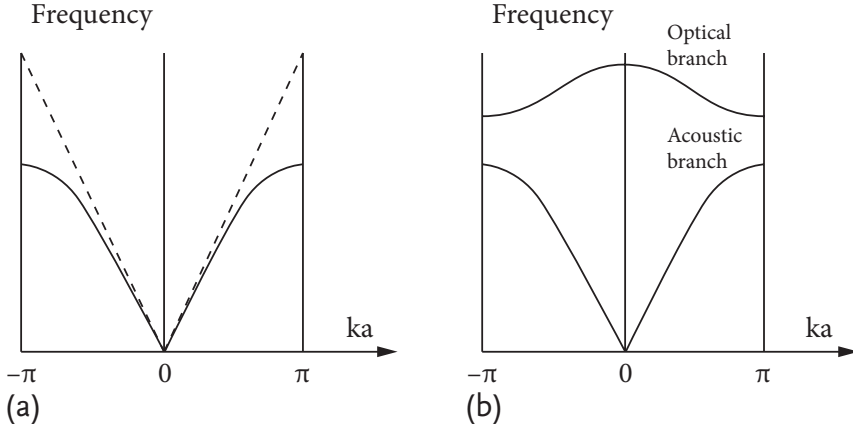 Frequency
ka
−π
0
π
(a)
Frequency
Optical
branch
Acoustic
branch
ka
−π
0
π
(b)